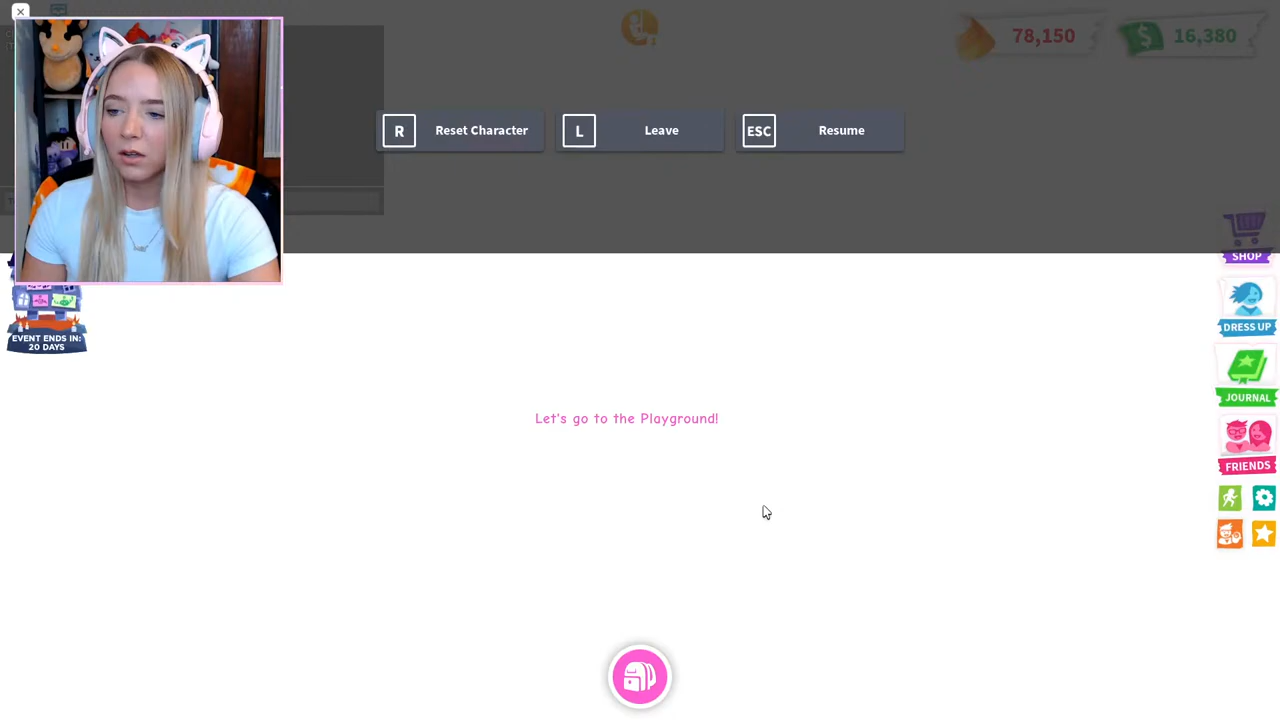 78,150
16,380
R
Reset Character
L
Leave
ESC
Resume
SHOP
EVENT ENDS IN:
20 DAYS
DRESS UP
Let's go to the Playground!
JOURNAL
FRIENDS